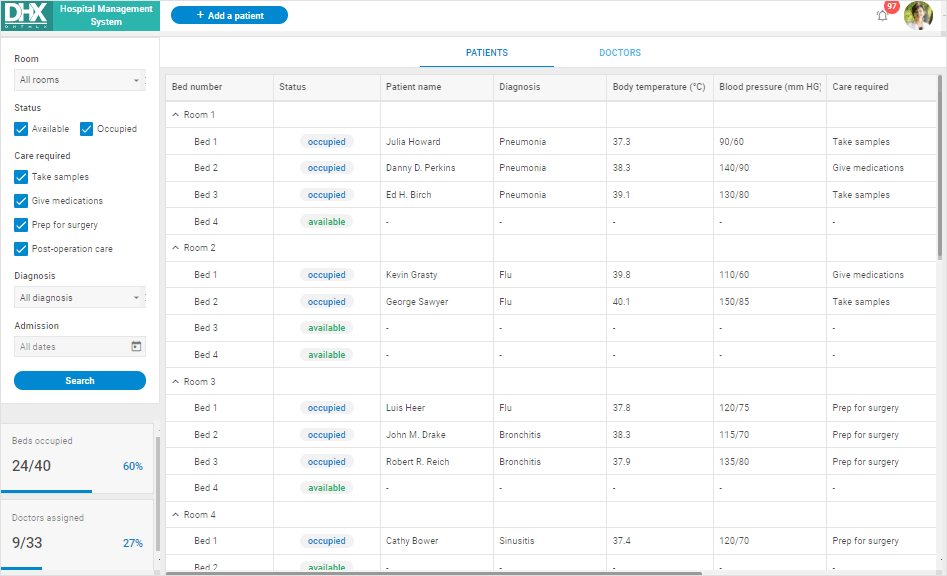 DHX
DHTMLX
Hospital Management
System
+ Add a patient
97
Room
All rooms
Status
Available Occupied
Care required
Take samples
Give medications
Prep for surgery
Post-operation care
Diagnosis
All diagnosis
Admission
All dates
Search
Beds occupied
24/40 60%
Doctors assigned
9/33 27%
PATIENTS DOCTORS
Bed number Status Patient name Diagnosis Body temperature (°C) Blood pressure (mm HG) Care required
Room 1
Bed 1 occupied Julia Howard Pneumonia 37.3 90/60 Take samples
Bed 2 occupied Danny D. Perkins Pneumonia 38.3 140/90 Give medications
Bed 3 occupied Ed H. Birch Pneumonia 39.1 130/80 Take samples
Bed 4 available - - - - -
Room 2
Bed 1 occupied Kevin Grasty Flu 39.8 110/60 Give medications
Bed 2 occupied George Sawyer Flu 40.1 150/85 Take samples
Bed 3 available - - - - -
Bed 4 available - - - - -
Room 3
Bed 1 occupied Luis Heer Flu 37.8 120/75 Prep for surgery
Bed 2 occupied John M. Drake Bronchitis 38.3 115/70 Prep for surgery
Bed 3 occupied Robert R. Reich Bronchitis 37.9 135/80 Prep for surgery
Bed 4 available - - - - -
Room 4
Bed 1 occupied Cathy Bower Sinusitis 37.4 120/70 Prep for surgery
Bed 2 available - - - - -